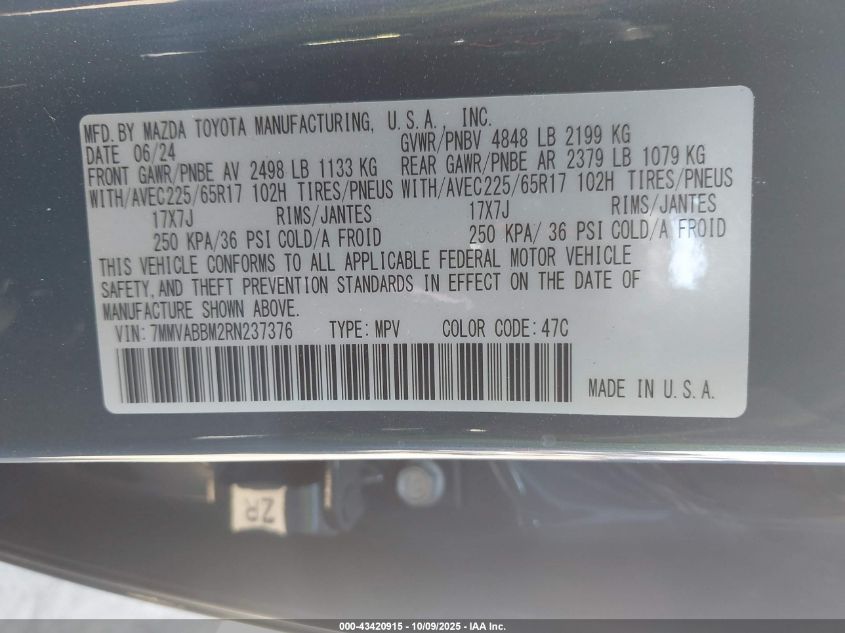 MFD. BY MAZDA TOYOTA MANUFACTURING, U.S.A., INC.
DATE 06/24 GVWR/PNBV 4848 LB 2199 KG
FRONT GAWR/PNBE AV 2498 LB 1133 KG REAR GAWR/PNBE AR 2379 LB 1079 KG
WITH/AVEC225/65R17 102H TIRES/PNEUS WITH/AVEC225/65R17 102H TIRES/PNEUS
17X7J RIMS/JANTES 17X7J RIMS/JANTES
250 KPA/36 PSI COLD/A FROID 250 KPA/ 36 PSI COLD/A FROID
THIS VEHICLE CONFORMS TO ALL APPLICABLE FEDERAL MOTOR VEHICLE
SAFETY, AND THEFT PREVENTION STANDARDS IN EFFECT ON THE DATE OF
MANUFACTURE SHOWN ABOVE.
VIN: 7MMVABBM2RN237376 TYPE: MPV COLOR CODE: 47C
MADE IN U.S.A.
ZR
000-43420915 - 10/09/2025 - IAA Inc.